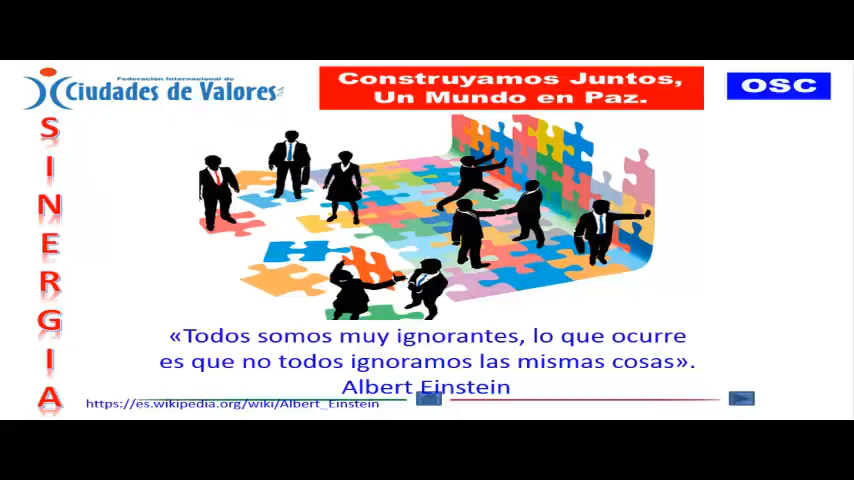 Federación Internacional de
Ciudades de Valores
Construyamos Juntos,
Un Mundo en Paz.
OSC
SINERGIA
«Todos somos muy ignorantes, lo que ocurre
es que no todos ignoramos las mismas cosas».
Albert Einstein
https://es.wikipedia.org/wiki/Albert_Einstein